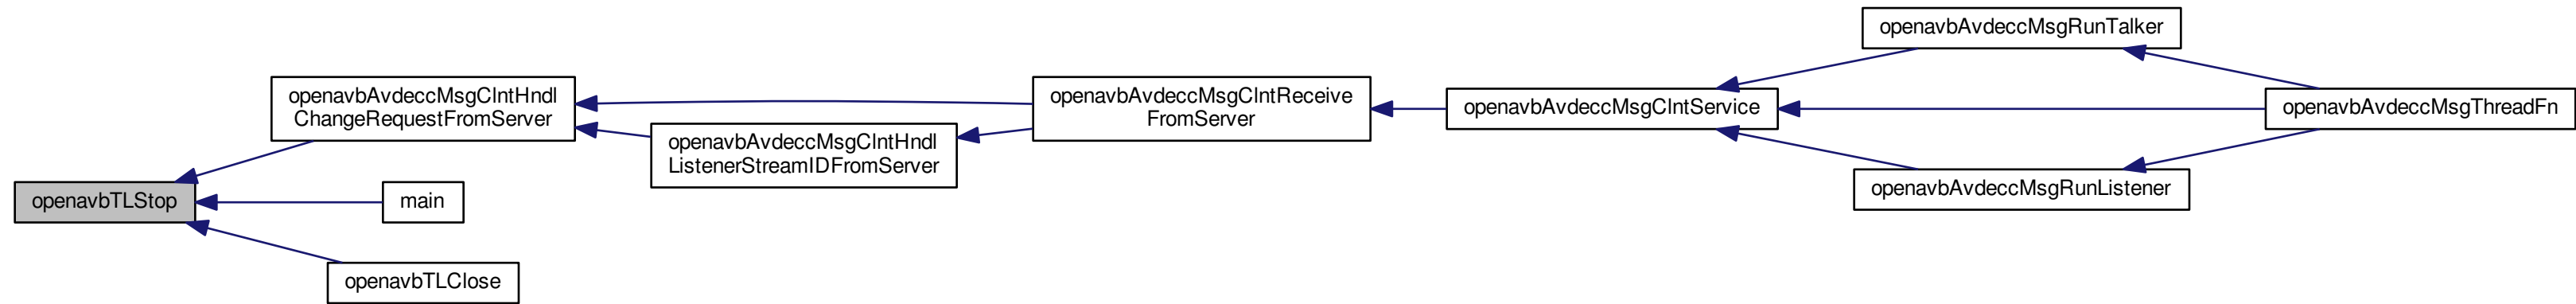 openavbTLStop
openavbAvdeccMsgClntHndl
ChangeRequestFromServer
main
openavbTLClose
openavbAvdeccMsgClntHndl
ListenerStreamIDFromServer
openavbAvdeccMsgClntReceive
FromServer
openavbAvdeccMsgClntService
openavbAvdeccMsgRunTalker
openavbAvdeccMsgRunListener
openavbAvdeccMsgThreadFn